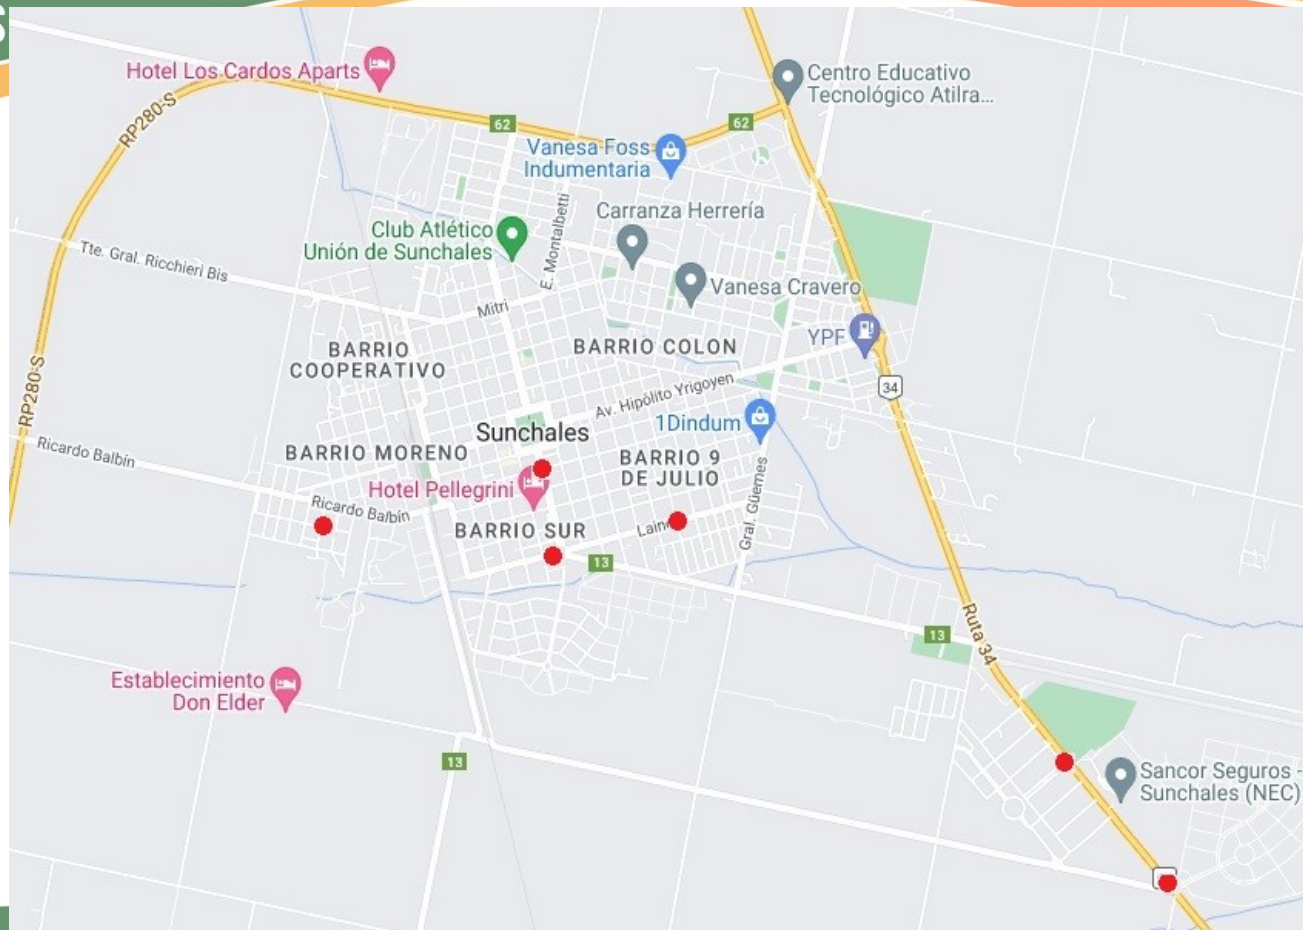 S
Hotel Los Cardos Aparts
Centro Educativo
Tecnológico Atilra...
RP280-S
62
62
Vanesa Foss
Indumentaria
Carranza Herrería
Club Atlético
Unión de Sunchales
E. Montalbetti
Tte. Gral. Ricchieri Bis
Vanesa Cravero
Mitri
YPF
BARRIO
COOPERATIVO
BARRIO COLON
RP280-S
34
Av. Hipólito Yrigoyen
1Dindum
Sunchales
Ricardo Balbín
BARRIO MORENO
BARRIO 9
DE JULIO
Hotel Pellegrini
Gral. Güemes
Ricardo Balbín
BARRIO SUR
13
Ruta 34
13
Establecimiento
Don Elder
13
Sancor Seguros -
Sunchales (NEC)